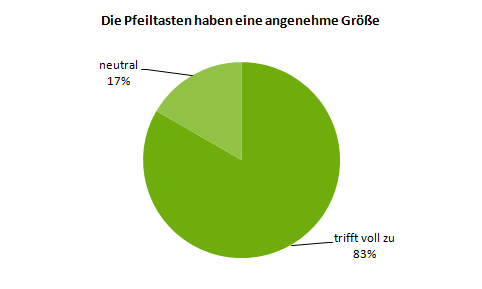 Die Pfeiltasten haben eine angenehme Größe
neutral
17%
trifft voll zu
83%